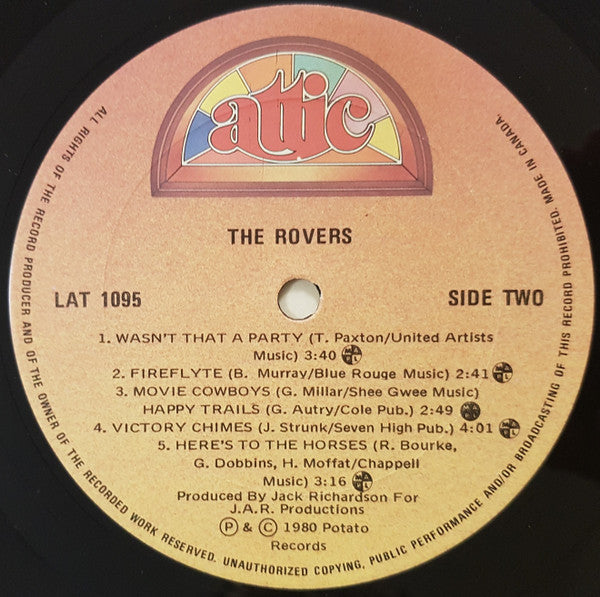 attic
THE ROVERS
LAT 1095
SIDE TWO
1. WASN'T THAT A PARTY (T. Paxton/United Artists
Music) 3:40 MAPL
2. FIREFLYTE (B. Murray/Blue Rouge Music) 2:41 MAPL
3. MOVIE COWBOYS (G. Millar/Shee Gwee Music)
HAPPY TRAILS (G. Autry/Cole Pub.) 2:49 MAPL
4. VICTORY CHIMES (J. Strunk/Seven High Pub.) 4:01 MAPL
5. HERE'S TO THE HORSES (R. Bourke,
G. Dobbins, H. Moffat/Chappell
Music) 3:16 MAPL
Produced By Jack Richardson For
J.A.R. Productions
Ⓟ & © 1980 Potato
Records
ALL RIGHTS OF THE RECORD PRODUCER AND OF THE OWNER OF THE RECORDED WORK RESERVED. UNAUTHORIZED COPYING, PUBLIC PERFORMANCE AND/OR BROADCASTING OF THIS RECORD PROHIBITED. MADE IN CANADA.